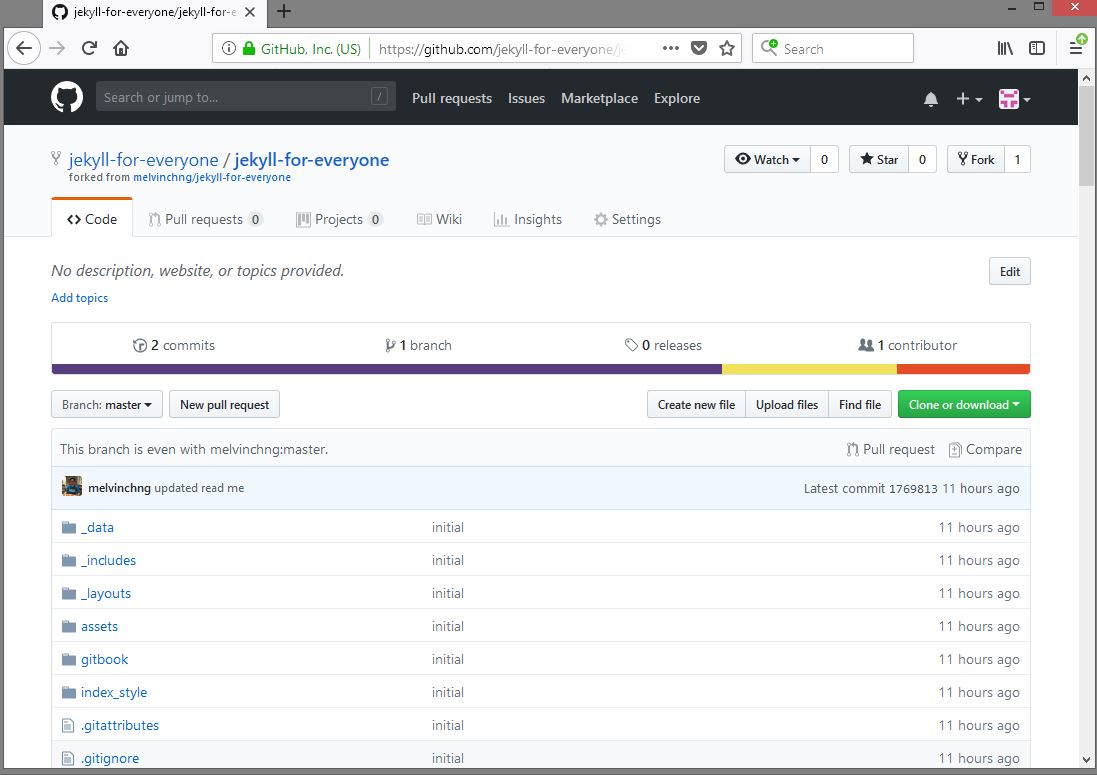 jekyll-for-everyone/jekyll-for-e
GitHub, Inc. (US) https://github.com/jekyll-for-everyone/je Search
Search or jump to... / Pull requests Issues Marketplace Explore
jekyll-for-everyone / jekyll-for-everyone Watch 0 Star 0 Fork 1
forked from melvinchng/jekyll-for-everyone
Code Pull requests 0 Projects 0 Wiki Insights Settings
No description, website, or topics provided. Edit
Add topics
2 commits 1 branch 0 releases 1 contributor
Branch: master New pull request Create new file Upload files Find file Clone or download
This branch is even with melvinchng:master. Pull request Compare
melvinchng updated read me Latest commit 1769813 11 hours ago
_data initial 11 hours ago
_includes initial 11 hours ago
_layouts initial 11 hours ago
assets initial 11 hours ago
gitbook initial 11 hours ago
index_style initial 11 hours ago
.gitattributes initial 11 hours ago
.gitignore initial 11 hours ago